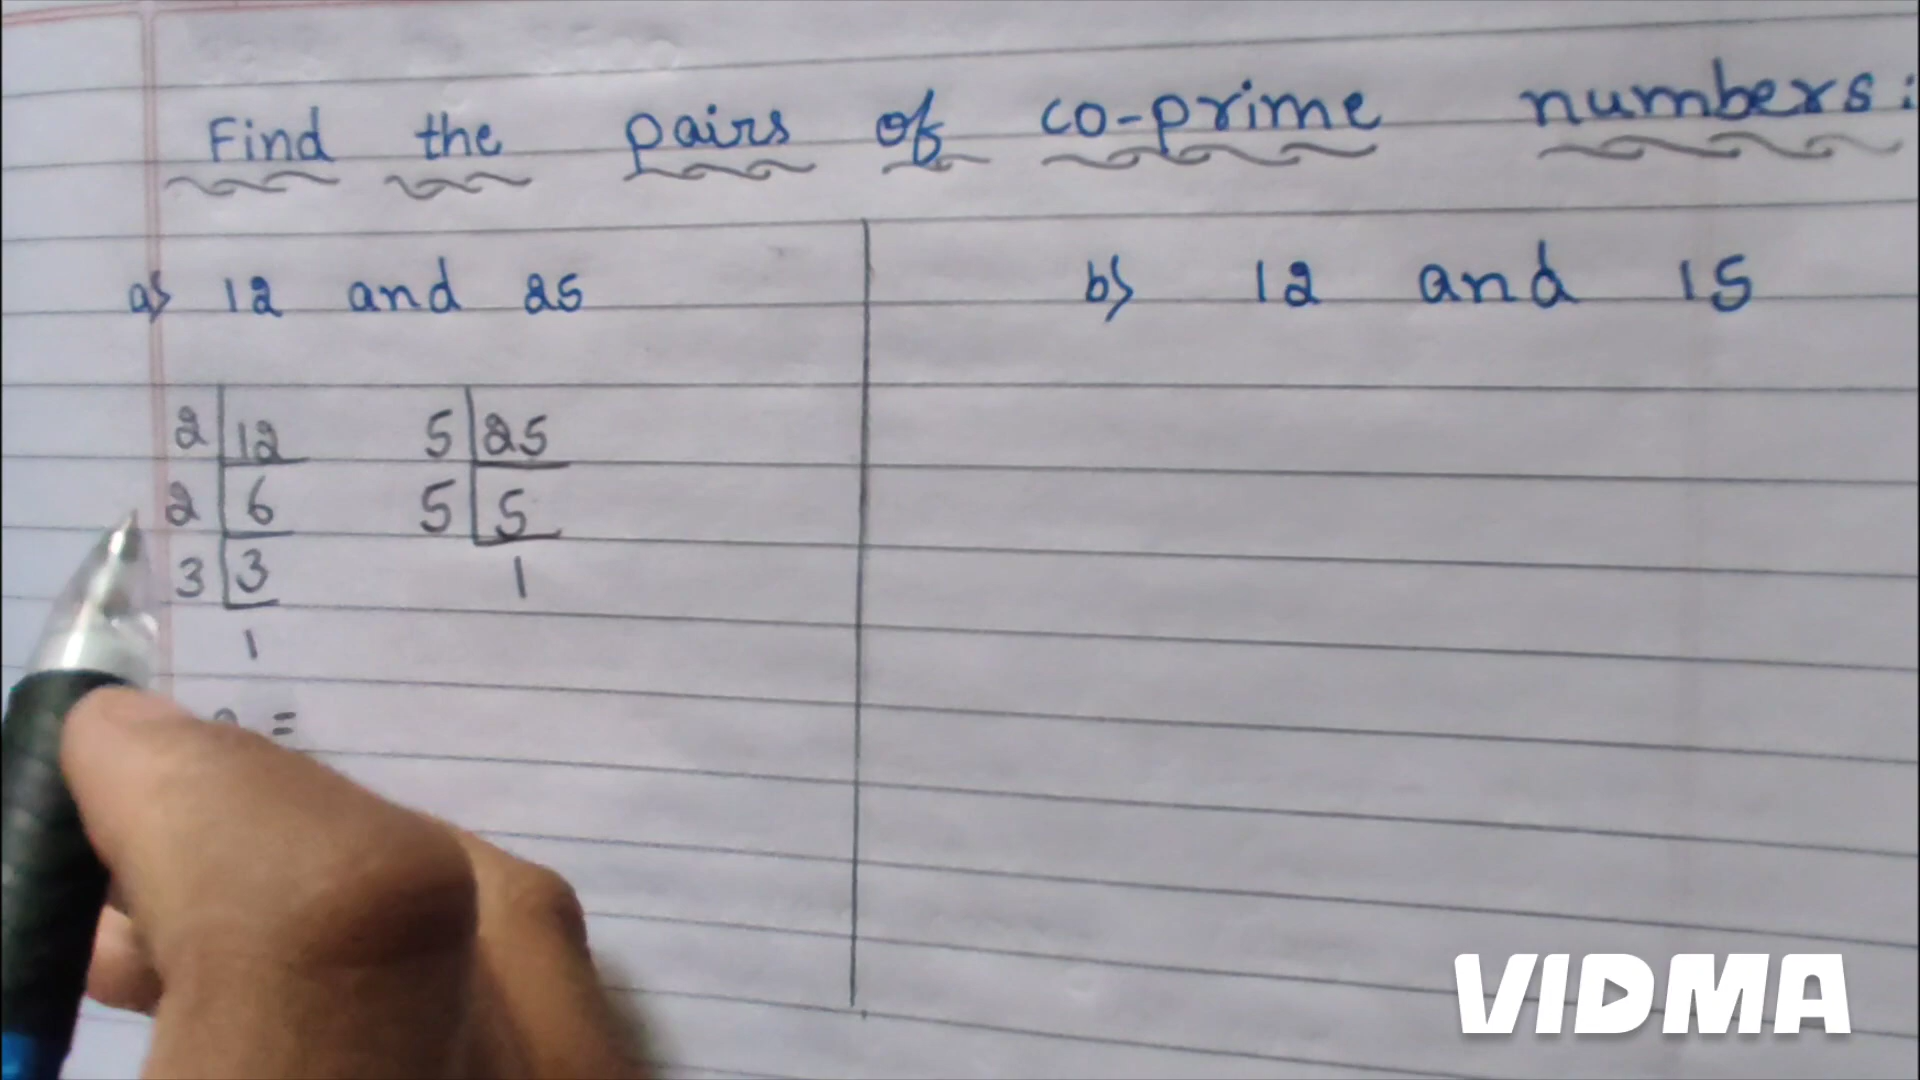 Find the pairs of co-prime numbers:
a) 12 and 25
b) 12 and 15
2 12 5 25
2 6 5 5
3 3 1
1
=
VIDMA